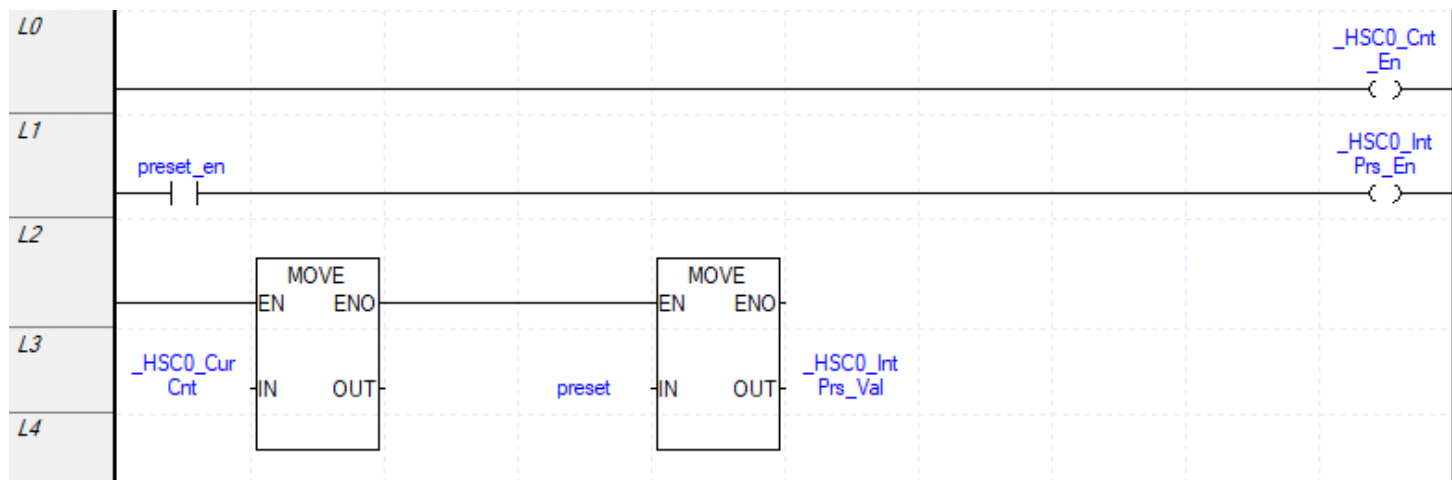 L0
_HSC0_Cnt
_En
L1
preset_en
_HSC0_Int
Prs_En
L2
MOVE
EN ENO
MOVE
EN ENO
L3
_HSC0_Cur
Cnt
IN OUT
preset
IN OUT
_HSC0_Int
Prs_Val
L4